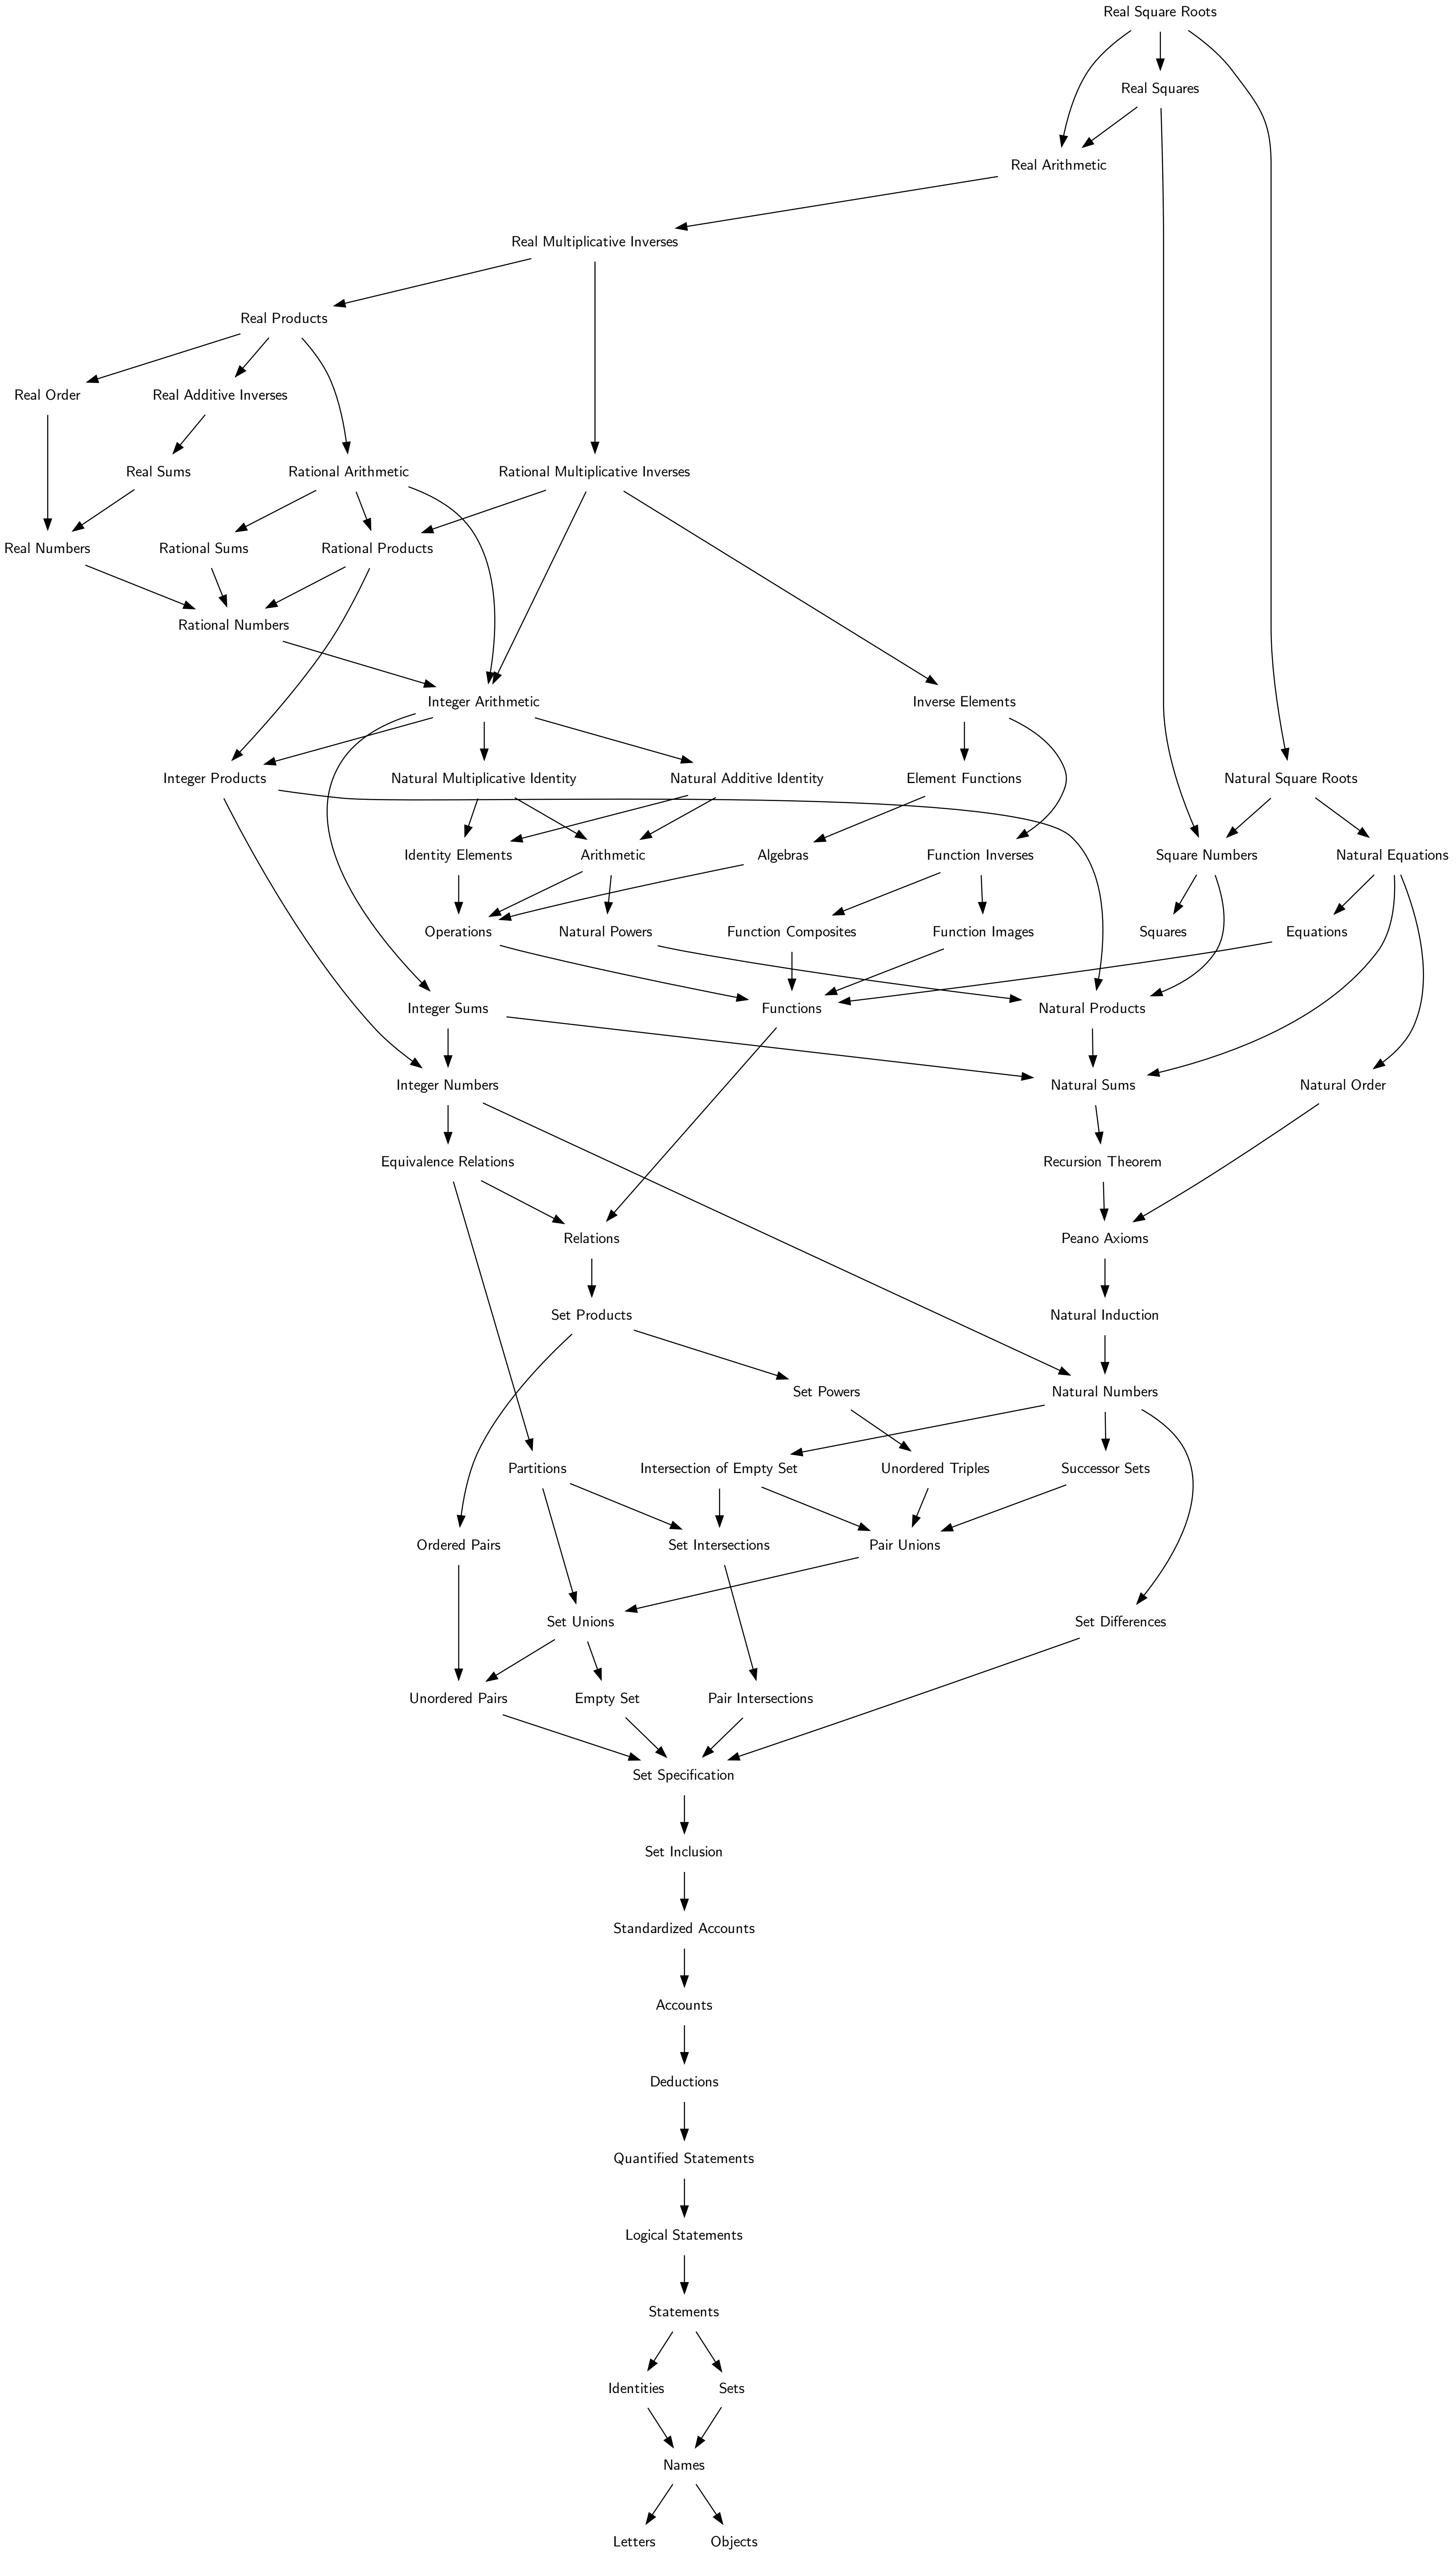 Real Square Roots
Real Squares
Real Arithmetic
Real Multiplicative Inverses
Real Products
Real Order
Real Additive Inverses
Real Sums
Rational Arithmetic
Rational Multiplicative Inverses
Real Numbers
Rational Sums
Rational Products
Rational Numbers
Integer Arithmetic
Inverse Elements
Integer Products
Natural Multiplicative Identity
Natural Additive Identity
Element Functions
Natural Square Roots
Identity Elements
Arithmetic
Algebras
Function Inverses
Square Numbers
Natural Equations
Operations
Natural Powers
Function Composites
Function Images
Squares
Equations
Integer Sums
Functions
Natural Products
Integer Numbers
Natural Sums
Natural Order
Equivalence Relations
Recursion Theorem
Relations
Peano Axioms
Set Products
Natural Induction
Set Powers
Natural Numbers
Partitions
Intersection of Empty Set
Unordered Triples
Successor Sets
Ordered Pairs
Set Intersections
Pair Unions
Set Unions
Set Differences
Unordered Pairs
Empty Set
Pair Intersections
Set Specification
Set Inclusion
Standardized Accounts
Accounts
Deductions
Quantified Statements
Logical Statements
Statements
Identities
Sets
Names
Letters
Objects